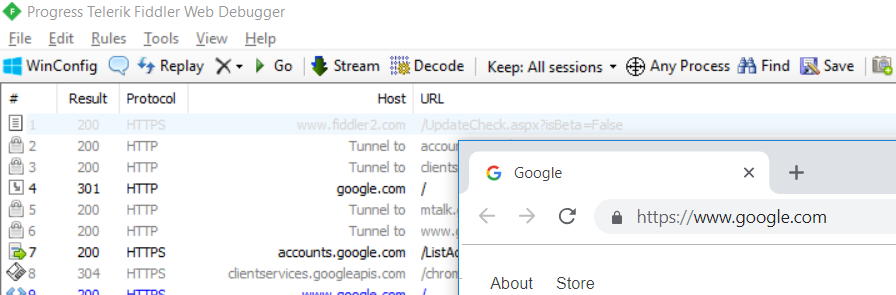 Progress Telerik Fiddler Web Debugger
File Edit Rules Tools View Help
WinConfig Replay Go Stream Decode Keep: All sessions Any Process Find Save
# Result Protocol Host URL
1 200 HTTPS www.fiddler2.com /UpdateCheck.aspx?isBeta=False
2 200 HTTP Tunnel to accou
3 200 HTTP Tunnel to clients
4 301 HTTP google.com /
5 200 HTTP Tunnel to mtalk.
6 200 HTTP Tunnel to www.g
7 200 HTTPS accounts.google.com /ListAc
8 304 HTTPS clientservices.googleapis.com /chrom
9 200 HTTPS www.google.com /
Google
https://www.google.com
About Store